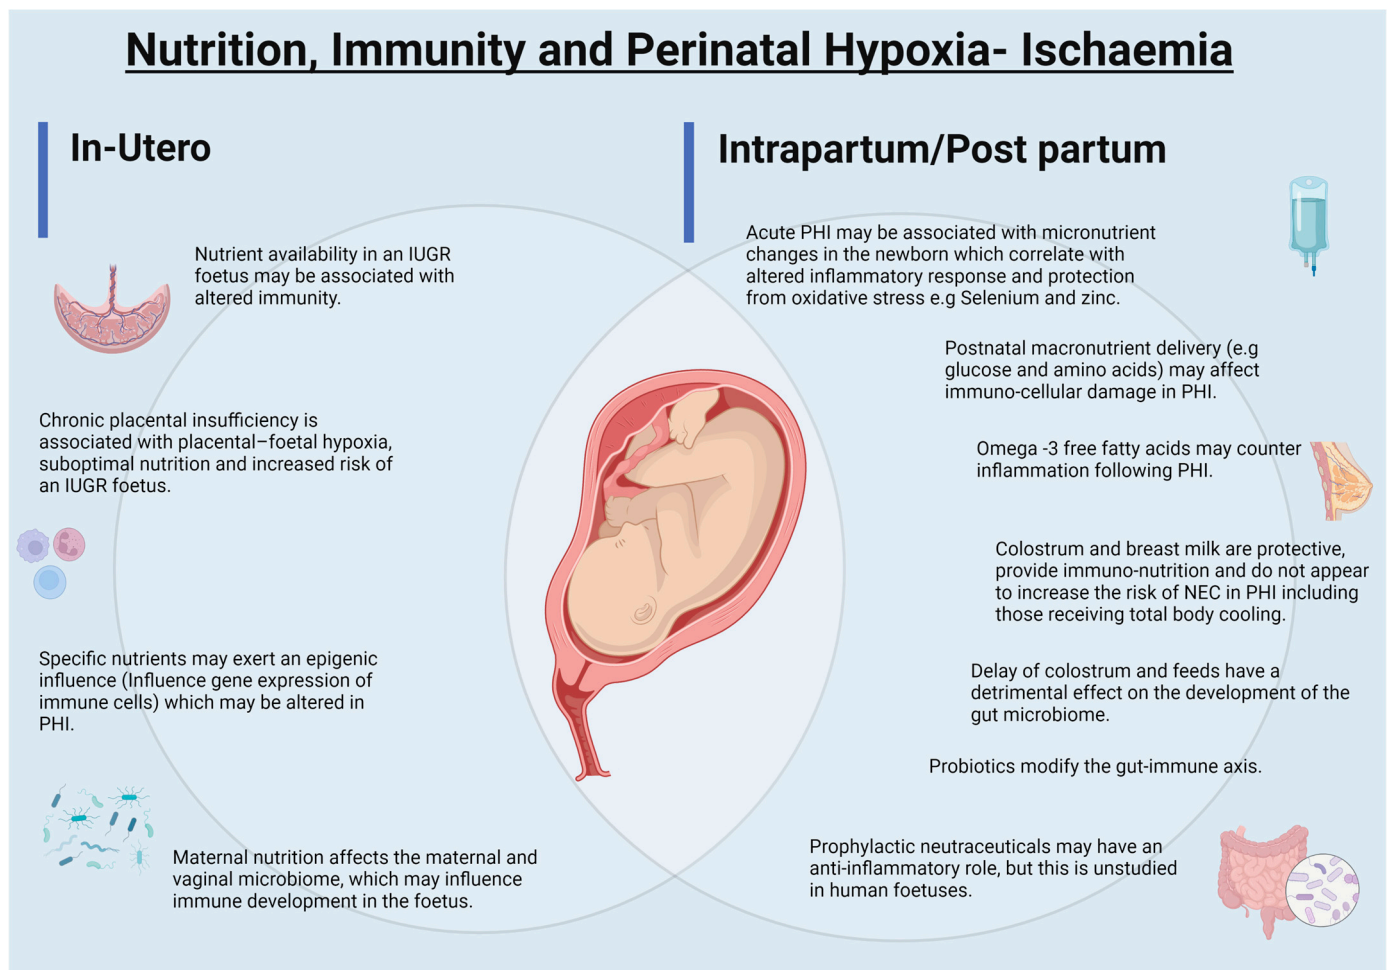 Nutrition, Immunity and Perinatal Hypoxia- Ischaemia
In-Utero
Nutrient availability in an IUGR
foetus may be associated with
altered immunity.
Chronic placental insufficiency is
associated with placental–foetal hypoxia,
suboptimal nutrition and increased risk of
an IUGR foetus.
Specific nutrients may exert an epigenic
influence (Influence gene expression of
immune cells) which may be altered in
PHI.
Maternal nutrition affects the maternal and
vaginal microbiome, which may influence
immune development in the foetus.
Intrapartum/Post partum
Acute PHI may be associated with micronutrient
changes in the newborn which correlate with
altered inflammatory response and protection
from oxidative stress e.g Selenium and zinc.
Postnatal macronutrient delivery (e.g
glucose and amino acids) may affect
immuno-cellular damage in PHI.
Omega -3 free fatty acids may counter
inflammation following PHI.
Colostrum and breast milk are protective,
provide immuno-nutrition and do not appear
to increase the risk of NEC in PHI including
those receiving total body cooling.
Delay of colostrum and feeds have a
detrimental effect on the development of the
gut microbiome.
Probiotics modify the gut-immune axis.
Prophylactic neutraceuticals may have an
anti-inflammatory role, but this is unstudied
in human foetuses.